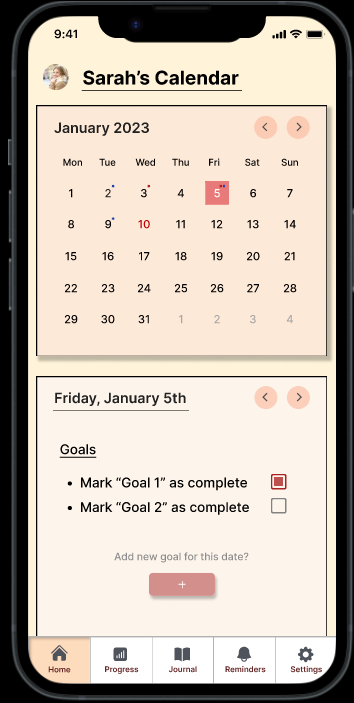 9:41
Sarah's Calendar
January 2023
Mon Tue Wed Thu Fri Sat Sun
1 2 3 4 5 6 7
8 9 10 11 12 13 14
15 16 17 18 19 20 21
22 23 24 25 26 27 28
29 30 31 1 2 3 4
Friday, January 5th
Goals
• Mark “Goal 1” as complete
• Mark “Goal 2” as complete
Add new goal for this date?
+
Home Progress Journal Reminders Settings